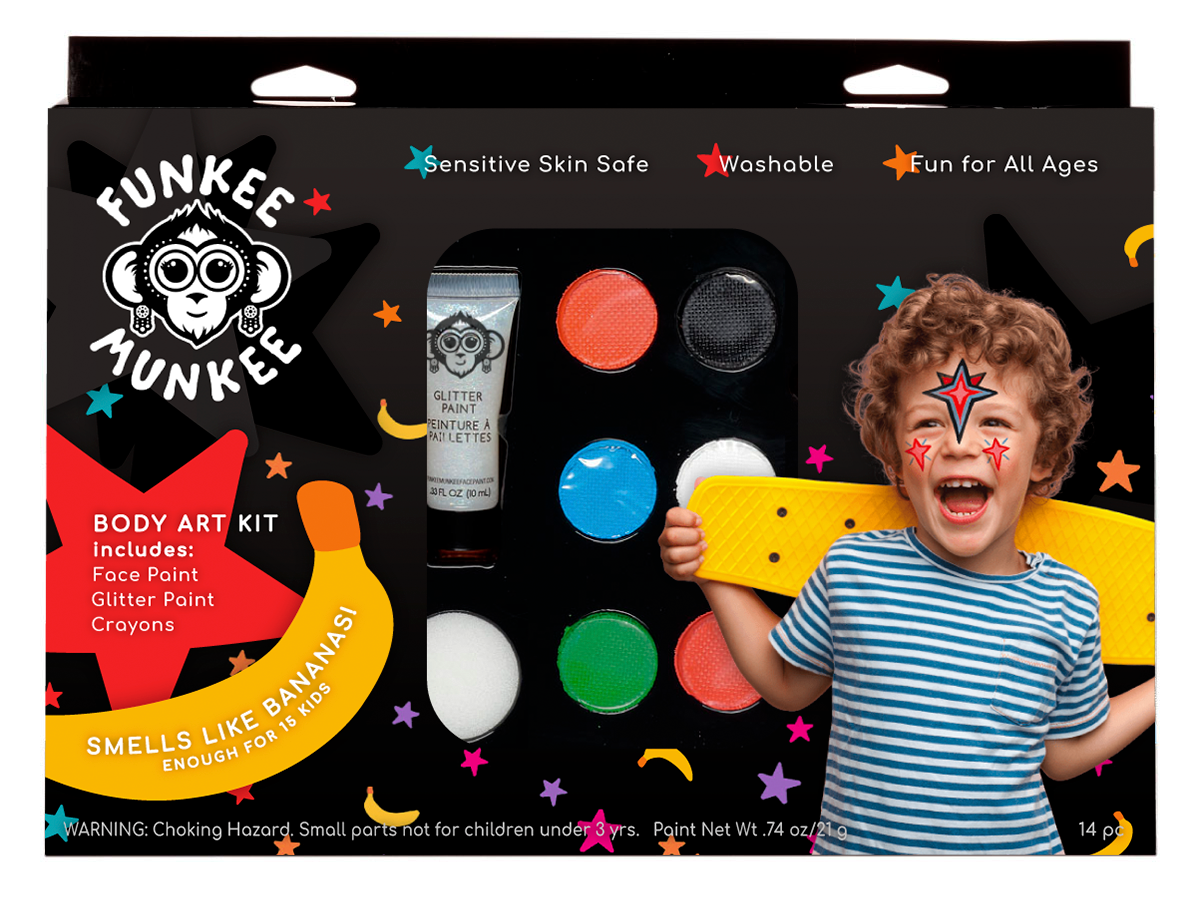 FUNKEE
MUNKEE
Sensitive Skin Safe
Washable
Fun for All Ages
GLITTER
PAINT
PEINTURE À
PAILLETTES
.33 FL OZ (10 mL)
BODY ART KIT
includes:
Face Paint
Glitter Paint
Crayons
SMELLS LIKE BANANAS!
ENOUGH FOR 15 KIDS
WARNING: Choking Hazard. Small parts not for children under 3 yrs. Paint Net Wt .74 oz/21 g
14 pc